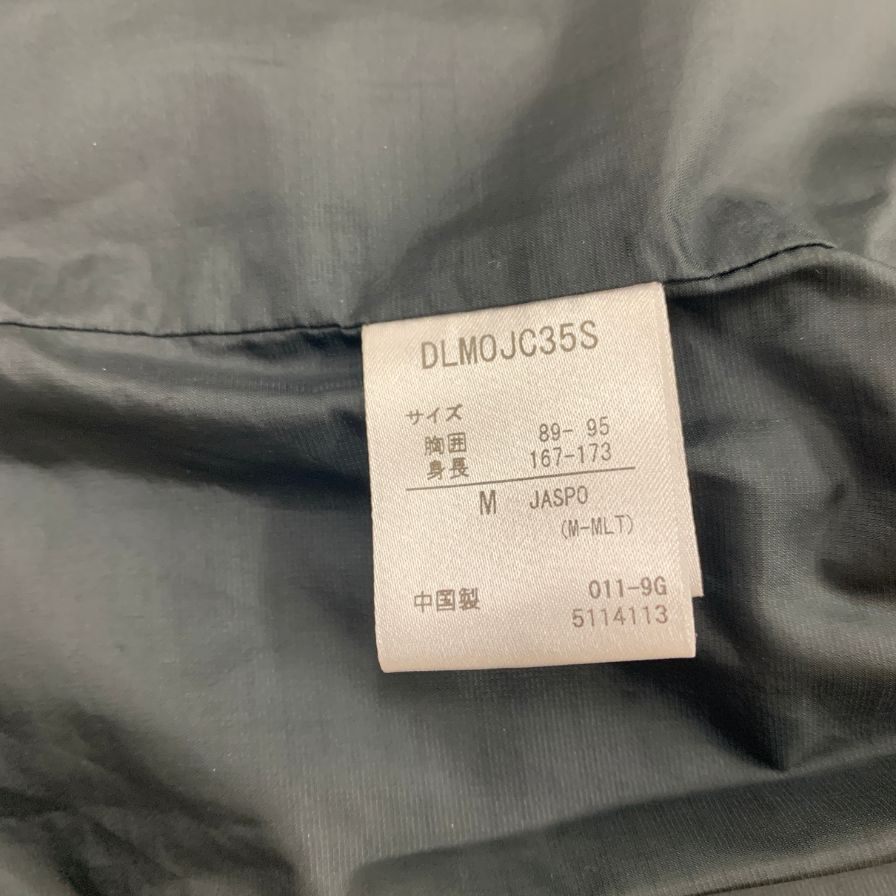 DLMOJC35S
サイズ
胸囲 89- 95
身長 167-173
M JASPO
(M-MLT)
中国製 011-9G
5114113